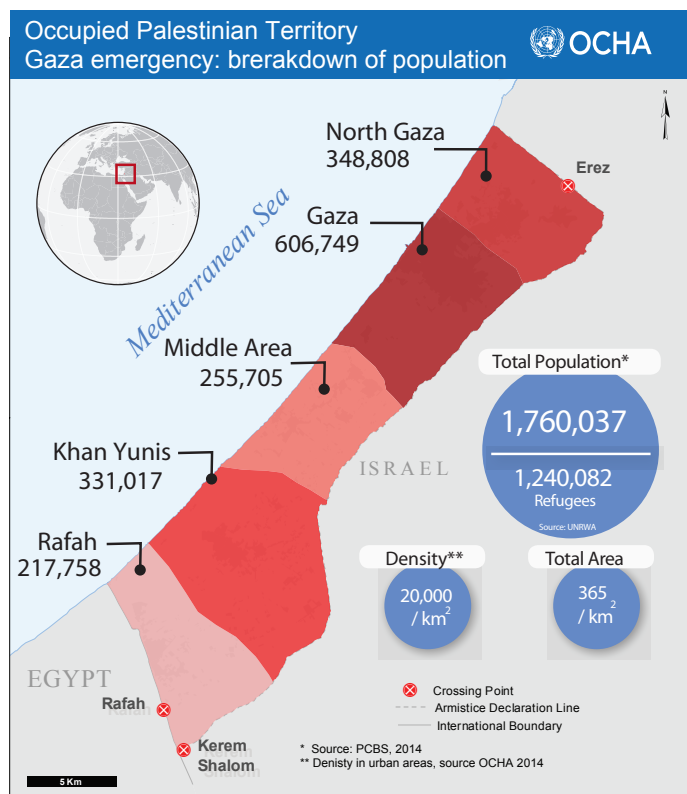 Occupied Palestinian Territory
Gaza emergency: brerakdown of population
OCHA
N
North Gaza
348,808
Erez
Gaza
606,749
Mediterranean Sea
Middle Area
255,705
Total Population*
1,760,037
1,240,082
Refugees
Source: UNRWA
Khan Yunis
331,017
ISRAEL
Rafah
217,758
Density**
20,000
/ km2
Total Area
365
/ km2
EGYPT
Rafah
Kerem
Shalom
Crossing Point
Armistice Declaration Line
International Boundary
* Source: PCBS, 2014
** Denisty in urban areas, source OCHA 2014
5 Km